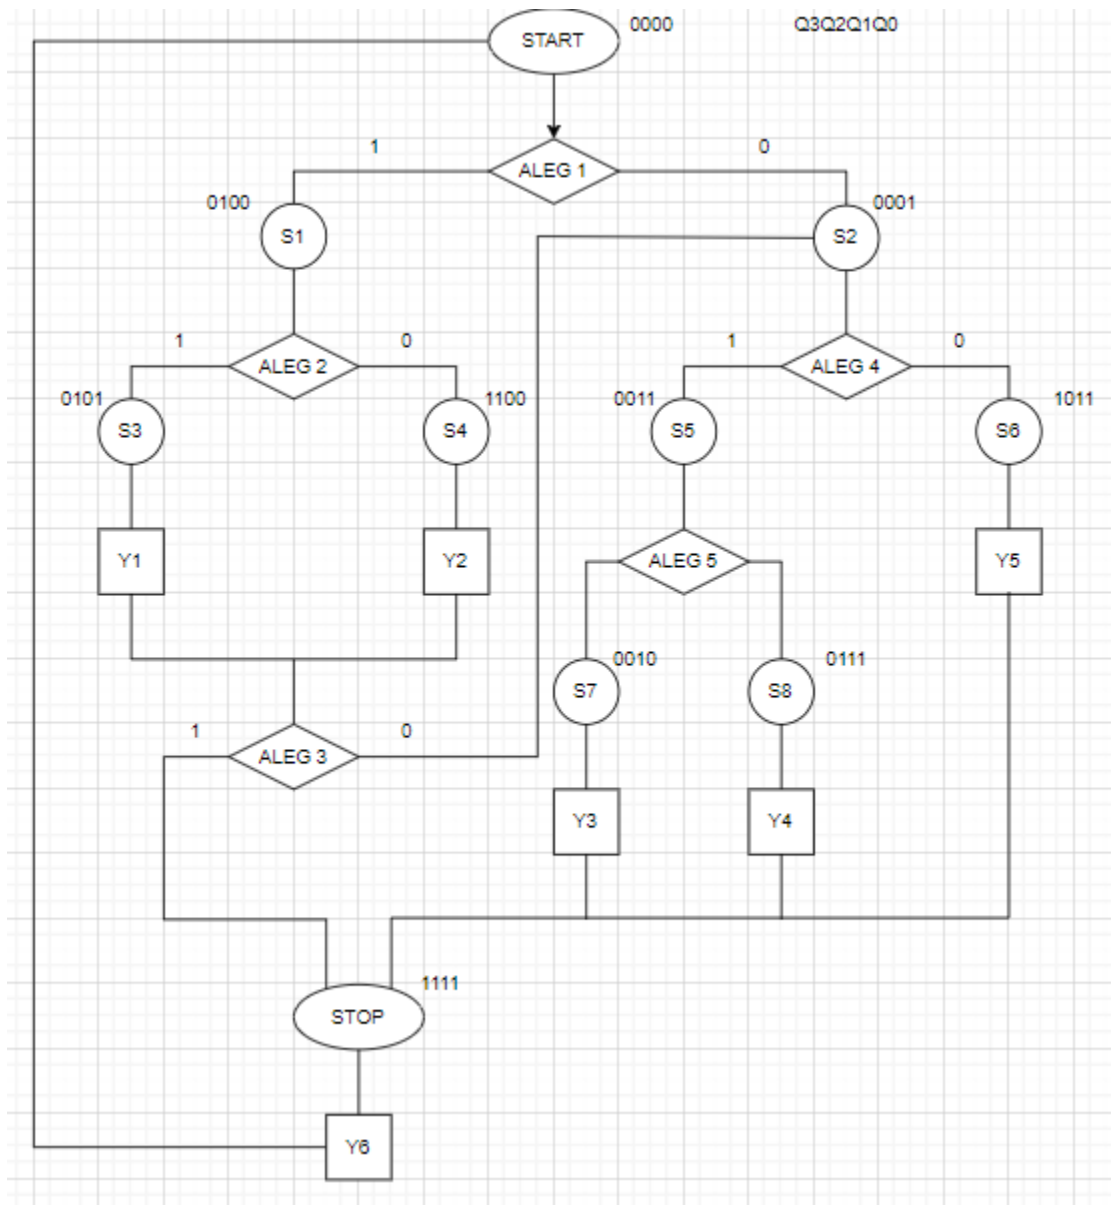 START
0000
Q3Q2Q1Q0
1
ALEG 1
0
0100
S1
0001
S2
1
ALEG 2
0
1
ALEG 4
0
0101
S3
1100
S4
0011
S5
1011
S6
Y1
Y2
ALEG 5
Y5
0010
S7
0111
S8
1
ALEG 3
0
Y3
Y4
1111
STOP
Y6